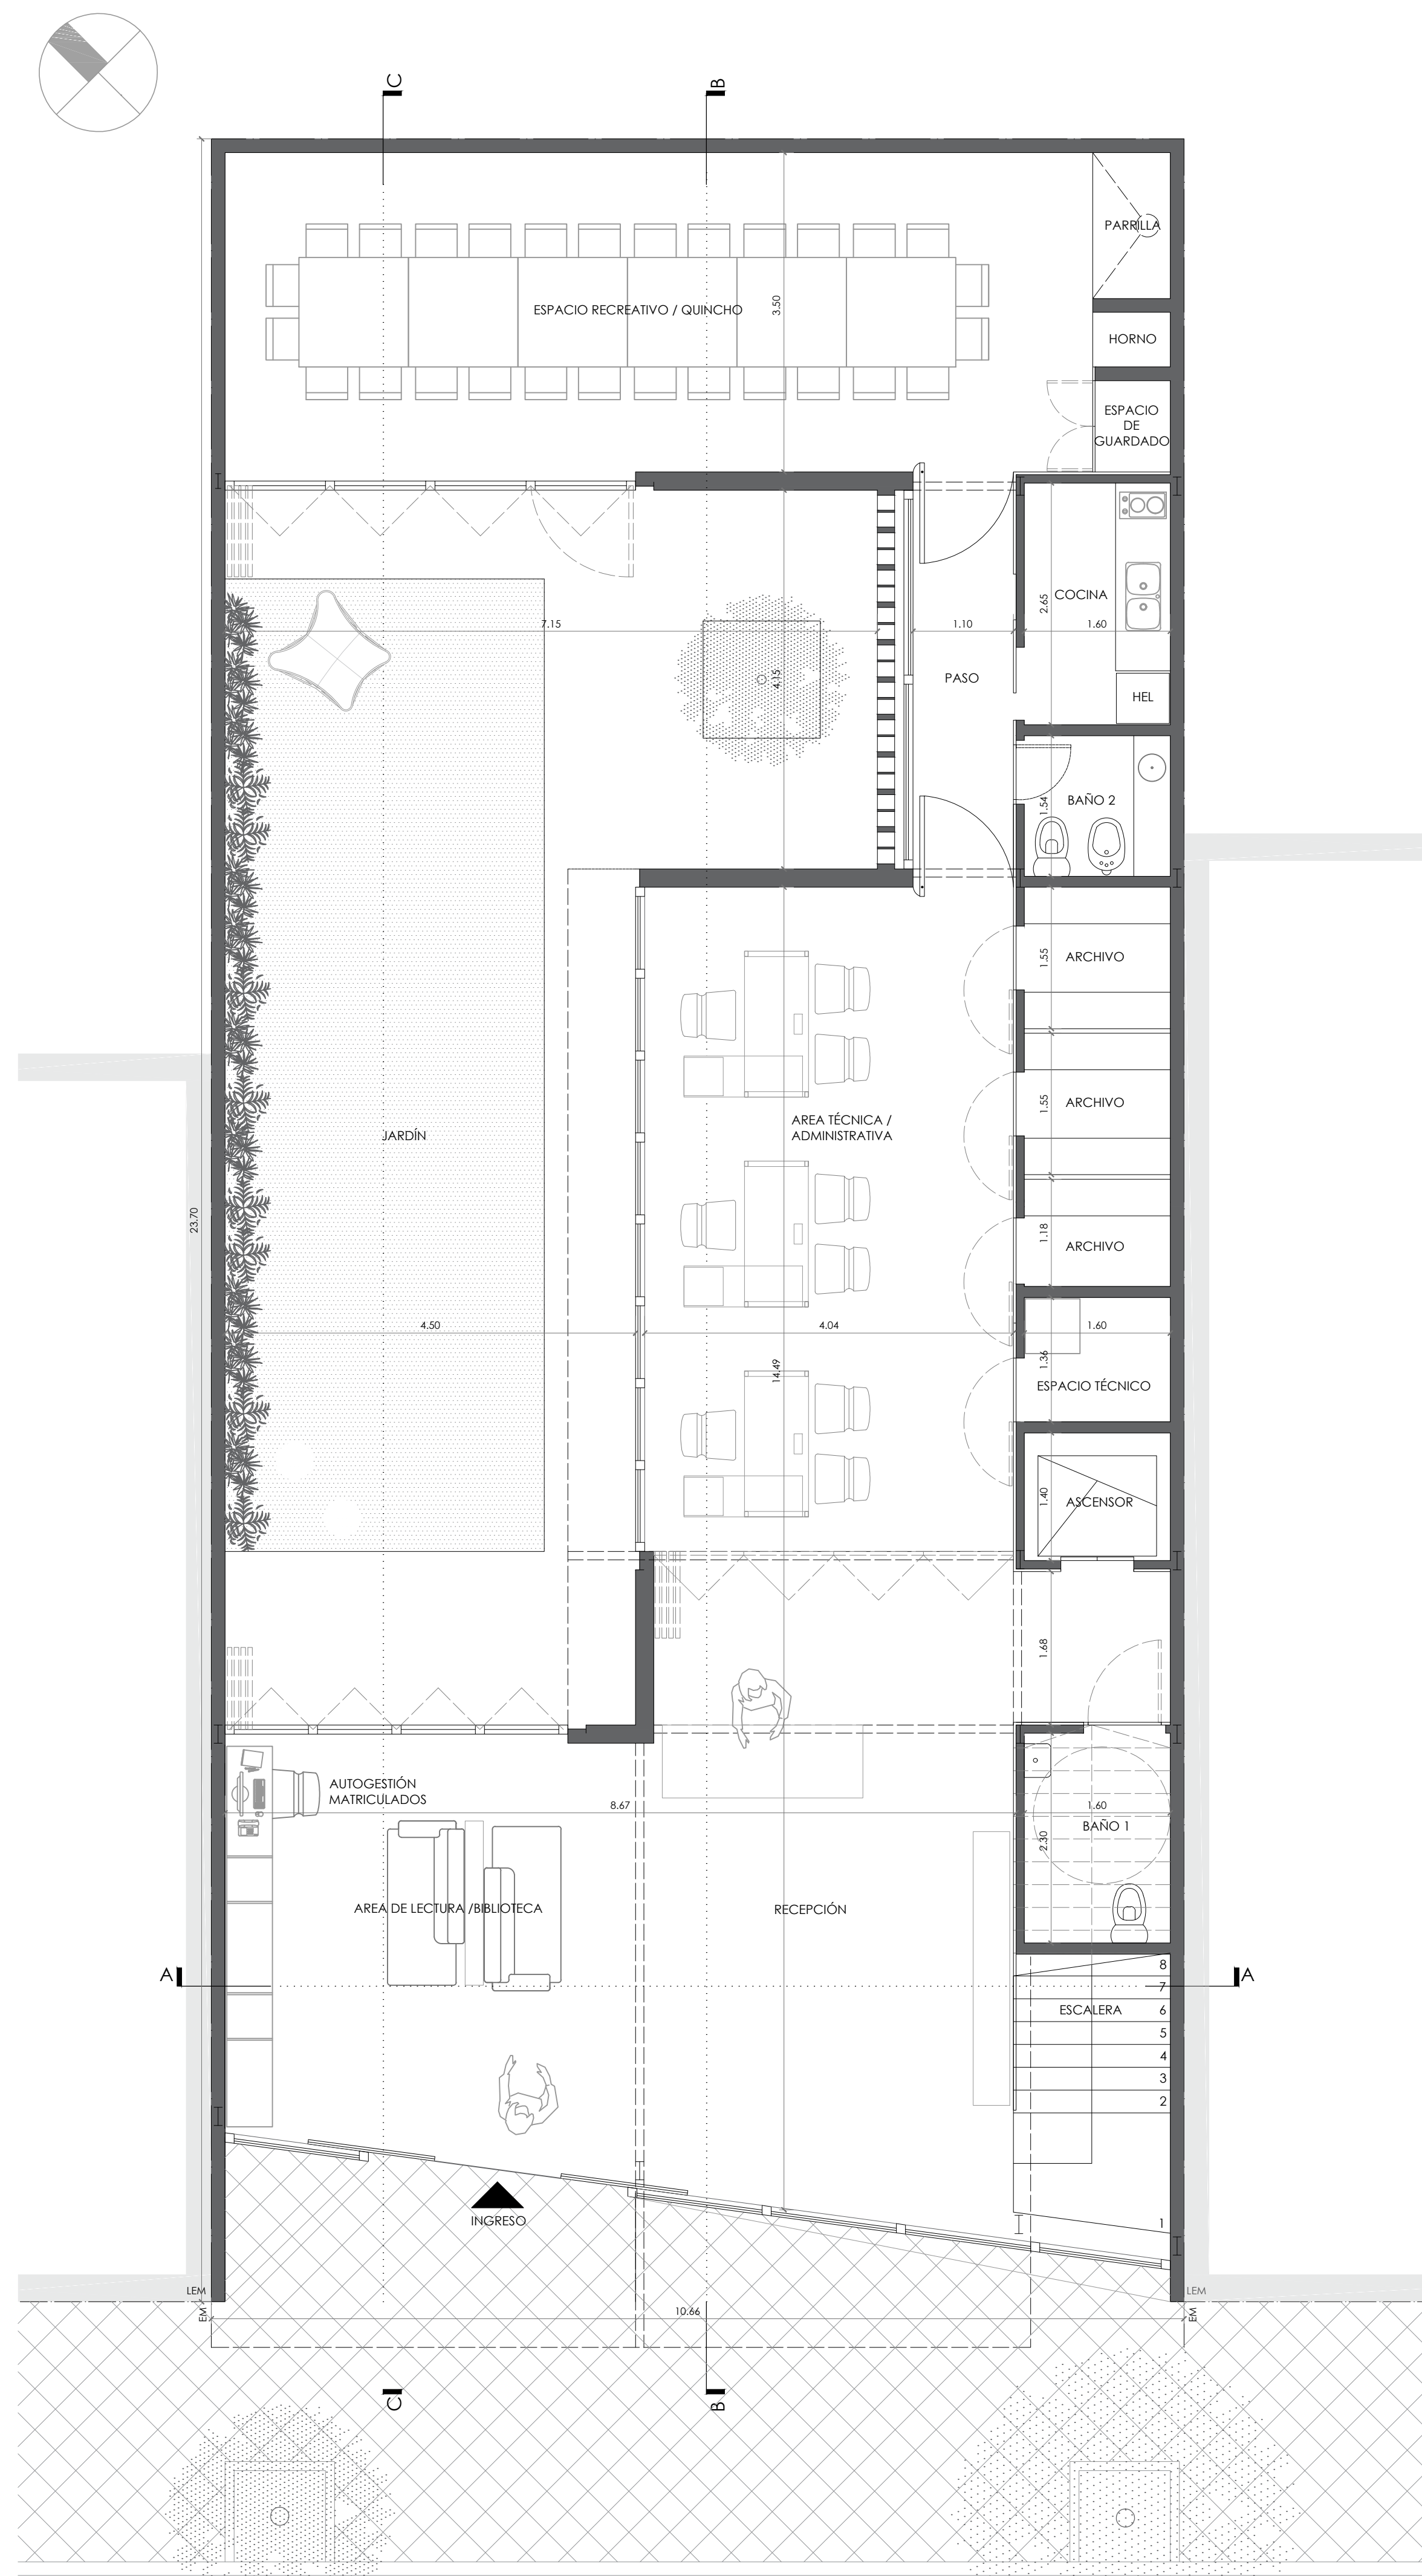 C
B
PARRILLA
3.50
ESPACIO RECREATIVO / QUINCHO
HORNO
ESPACIO
DE
GUARDADO
2.65
COCINA
7.15
1.10
1.60
4.15
PASO
HEL
1.54
BAÑO 2
1.55
ARCHIVO
1.55
ARCHIVO
AREA TÉCNICA /
ADMINISTRATIVA
JARDÍN
23.70
1.18
ARCHIVO
4.50
4.04
1.60
14.49
1.36
ESPACIO TÉCNICO
1.40
ASCENSOR
1.68
AUTOGESTIÓN
MATRICULADOS
8.67
1.60
BAÑO 1
2.30
AREA DE LECTURA /BIBLIOTECA
RECEPCIÓN
8
A
A
7
ESCALERA
6
5
4
3
2
INGRESO
1
LEM
LEM
EM
10.66
EM
C
B